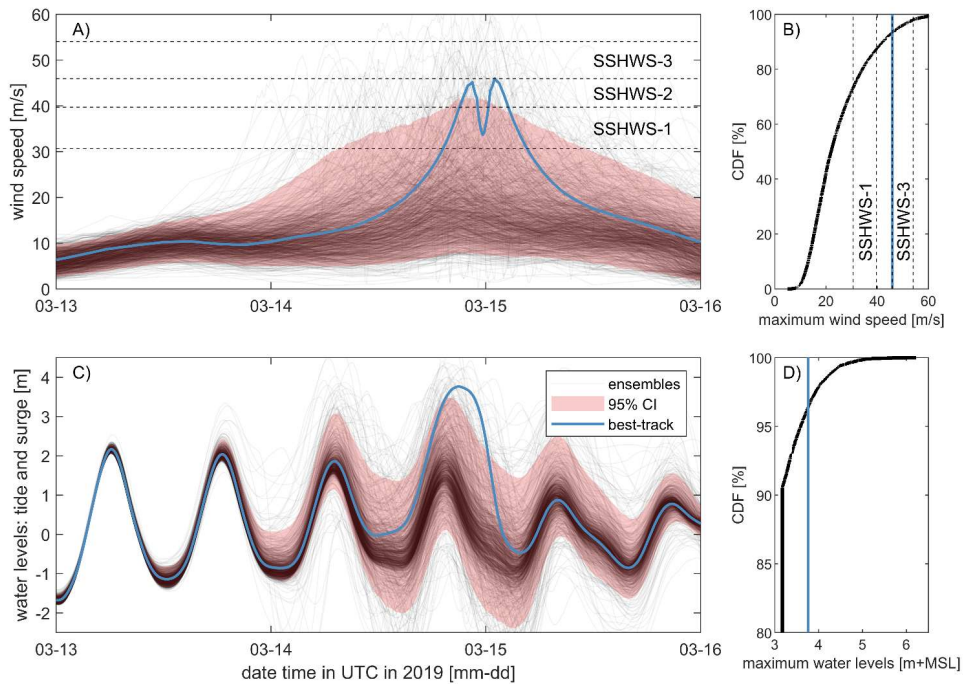 A)
60
50
40
30
20
10
0
wind speed [m/s]
SSHWS-3
SSHWS-2
SSHWS-1
03-13
03-14
03-15
03-16
B)
100
80
60
40
20
0
CDF [%]
SSHWS-1
SSHWS-3
0
20
40
60
maximum wind speed [m/s]
C)
4
3
2
1
0
-1
-2
water levels: tide and surge [m]
ensembles
95% CI
best-track
03-13
03-14
03-15
03-16
date time in UTC in 2019 [mm-dd]
D)
100
95
90
85
80
CDF [%]
3
4
5
6
maximum water levels [m+MSL]